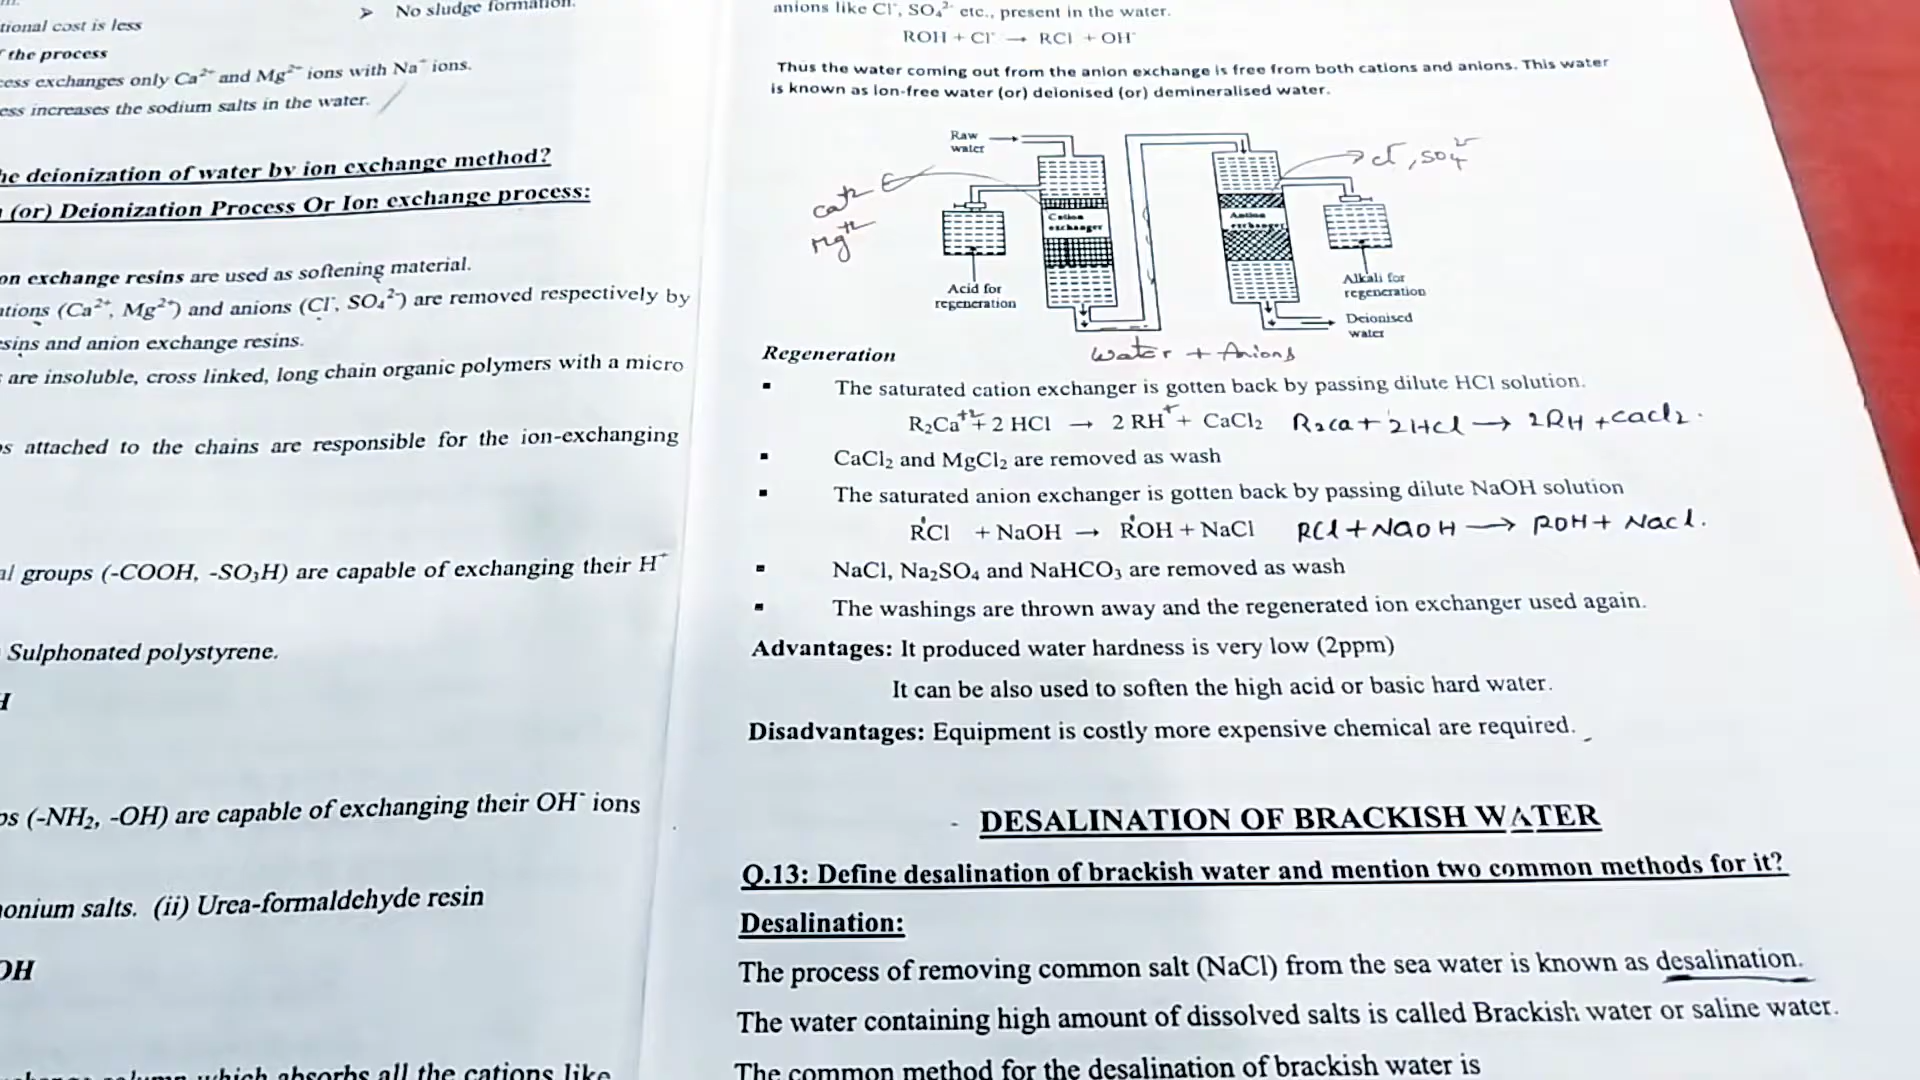 No sludge formation.
tional cost is less
the process
cess exchanges only Ca²⁺ and Mg²⁺ ions with Na⁺ ions.
ess increases the sodium salts in the water.
he deionization of water by ion exchange method?
(or) Deionization Process Or Ion exchange process:
on exchange resins are used as softening material.
ations (Ca²⁺, Mg²⁺) and anions (Cl⁻, SO₄²⁻) are removed respectively by
esins and anion exchange resins.
are insoluble, cross linked, long chain organic polymers with a micro
ps attached to the chains are responsible for the ion-exchanging
al groups (-COOH, -SO₃H) are capable of exchanging their H⁺
Sulphonated polystyrene.
H
ps (-NH₂, -OH) are capable of exchanging their OH⁻ ions
onium salts. (ii) Urea-formaldehyde resin
OH
column which absorbs all the cations like
anions like Cl⁻, SO₄²⁻ etc., present in the water.
ROH + Cl⁻ → RCl + OH⁻
Thus the water coming out from the anion exchange is free from both cations and anions. This water
is known as ion-free water (or) deionised (or) demineralised water.
Raw
water
Ca⁺²
Mg⁺²
Cation
exchanger
Acid for
regeneration
Cl⁻, SO₄²⁻
Anion
exchanger
Alkali for
regeneration
Deionised
water
Water + Anions
Regeneration
▪ The saturated cation exchanger is gotten back by passing dilute HCl solution.
R₂Ca⁺² + 2 HCl → 2 RH⁺ + CaCl₂ R₂Ca + 2HCl → 2RH + CaCl₂.
▪ CaCl₂ and MgCl₂ are removed as wash
▪ The saturated anion exchanger is gotten back by passing dilute NaOH solution
R'Cl + NaOH → R'OH + NaCl RCl + NaOH → ROH + NaCl.
▪ NaCl, Na₂SO₄ and NaHCO₃ are removed as wash
▪ The washings are thrown away and the regenerated ion exchanger used again.
Advantages: It produced water hardness is very low (2ppm)
It can be also used to soften the high acid or basic hard water.
Disadvantages: Equipment is costly more expensive chemical are required.
- DESALINATION OF BRACKISH WATER
Q.13: Define desalination of brackish water and mention two common methods for it?
Desalination:
The process of removing common salt (NaCl) from the sea water is known as desalination.
The water containing high amount of dissolved salts is called Brackish water or saline water.
The common method for the desalination of brackish water is